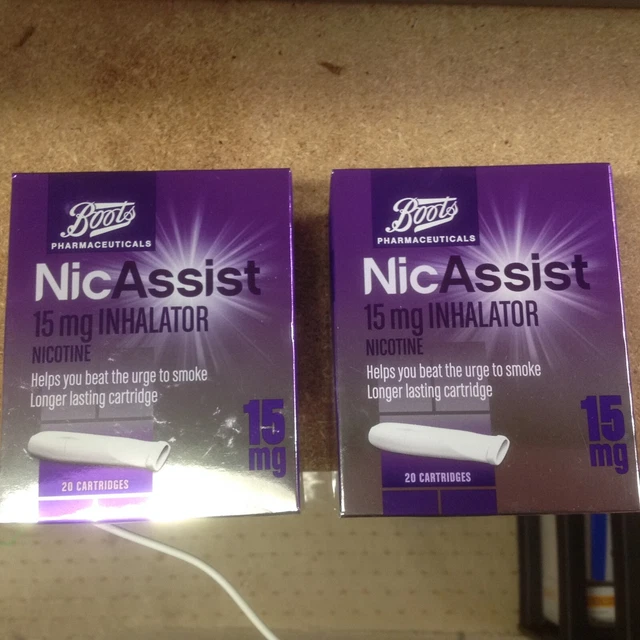 Boots
PHARMACEUTICALS
NicAssist
15 mg INHALATOR
NICOTINE
Helps you beat the urge to smoke
Longer lasting cartridge
15
mg
20 CARTRIDGES
Boots
PHARMACEUTICALS
NicAssist
15 mg INHALATOR
NICOTINE
Helps you beat the urge to smoke
Longer lasting cartridge
15
mg
20 CARTRIDGES